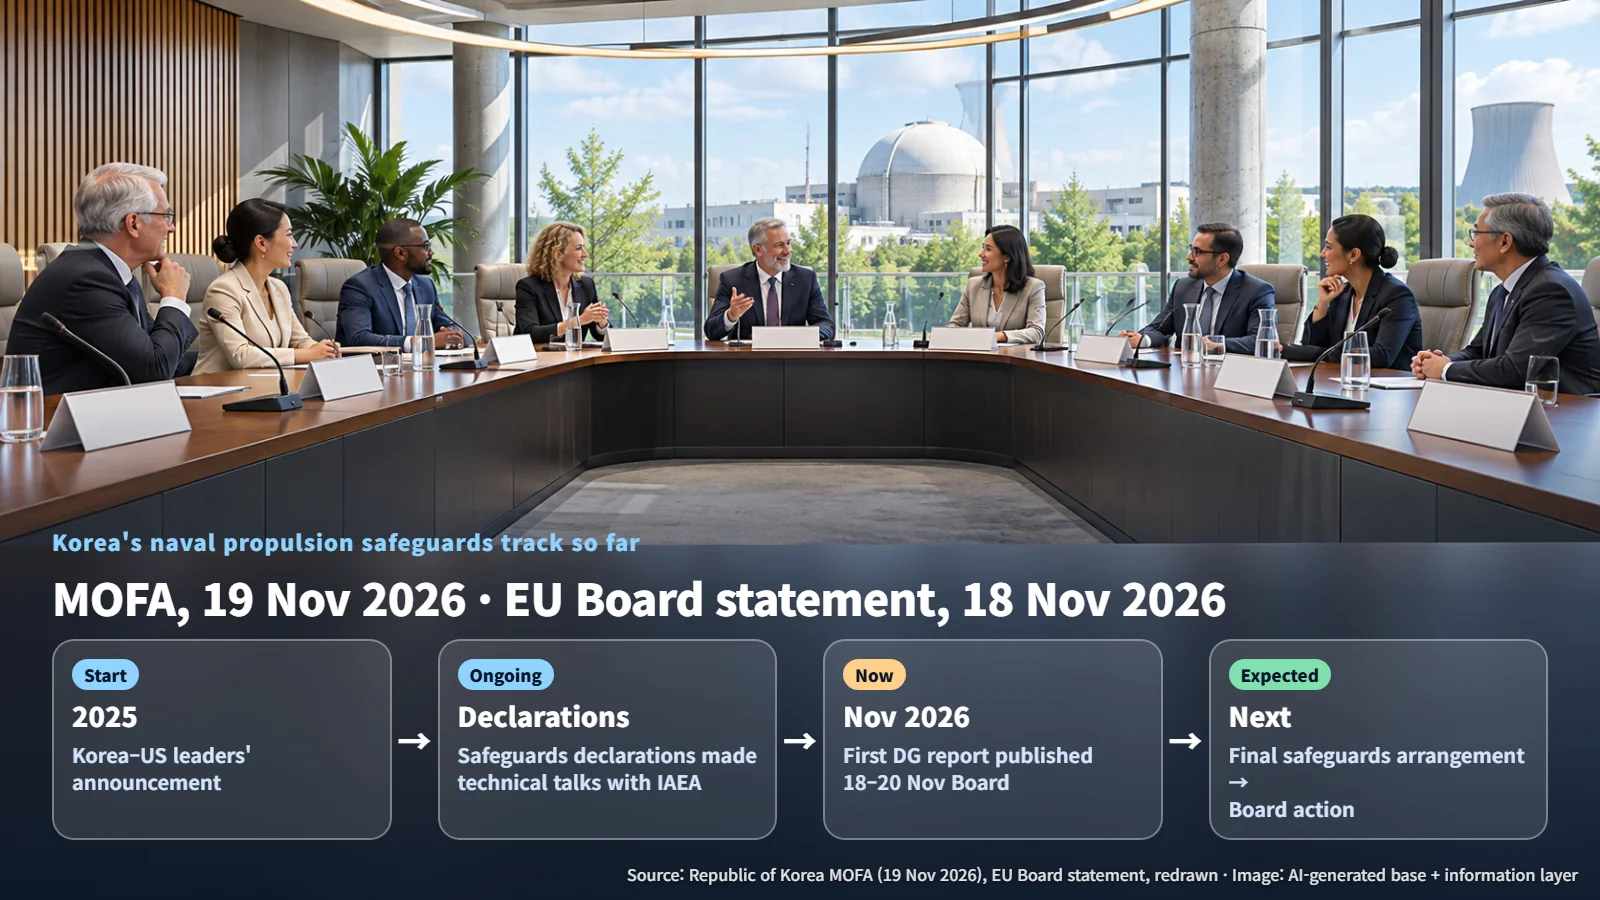 Korea's naval propulsion safeguards track so far
MOFA, 19 Nov 2026 · EU Board statement, 18 Nov 2026
Start
2025
Korea–US leaders'
announcement
→
Ongoing
Declarations
Safeguards declarations made
technical talks with IAEA
→
Now
Nov 2026
First DG report published
18–20 Nov Board
→
Expected
Next
Final safeguards arrangement
→
Board action
Source: Republic of Korea MOFA (19 Nov 2026), EU Board statement, redrawn · Image: AI-generated base + information layer